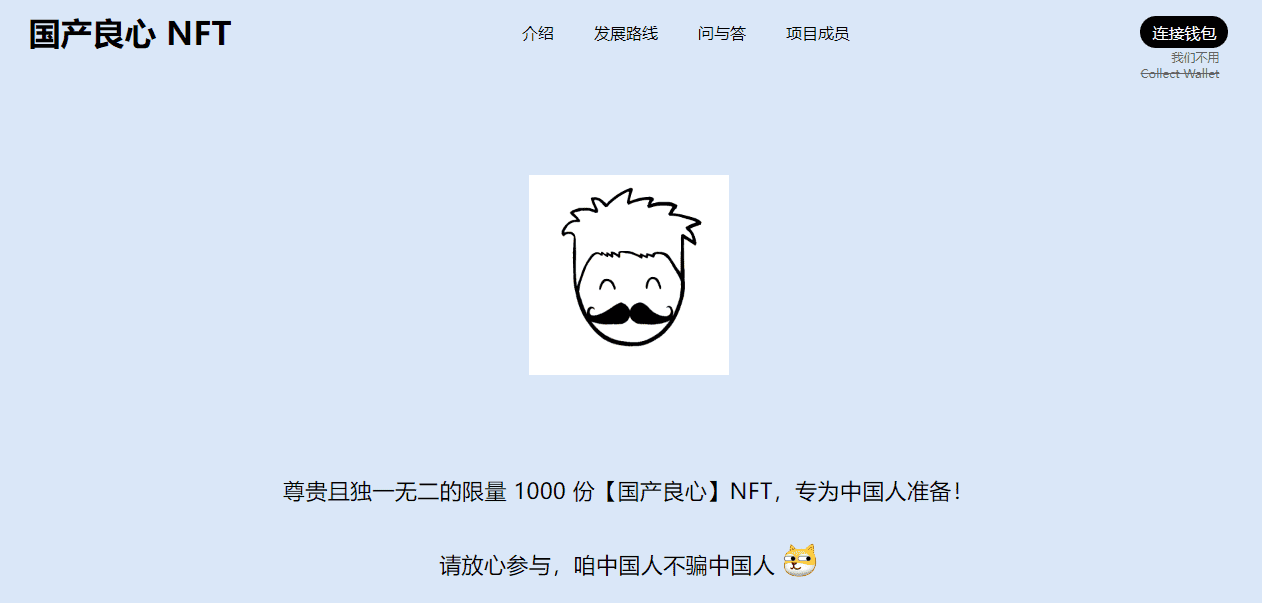 国产良心 NFT
介绍 发展路线 问与答 项目成员
连接钱包
我们不用
Collect Wallet
尊贵且独一无二的限量 1000 份【国产良心】NFT，专为中国人准备！
请放心参与，咱中国人不骗中国人